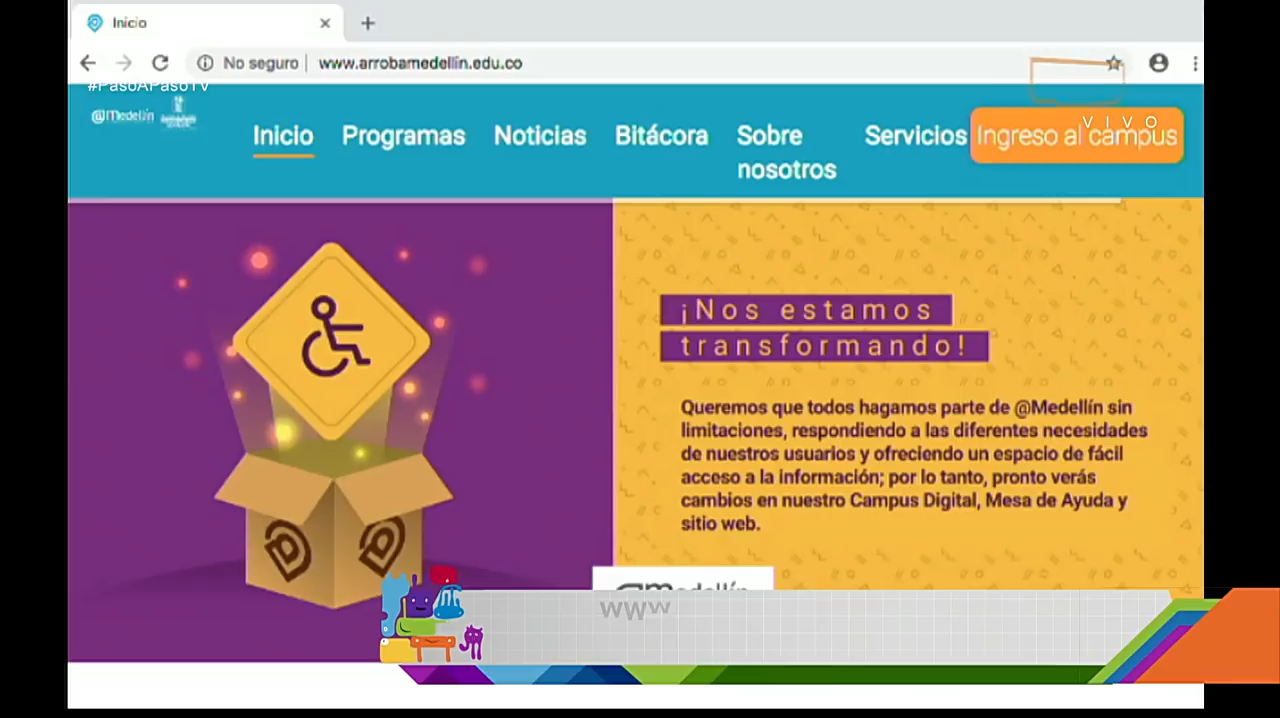 Inicio
No seguro
www.arrobamedellin.edu.co
#PasoAPasoTV
@Medellín
VIVO
Inicio
Programas
Noticias
Bitácora
Sobre
nosotros
Servicios
Ingreso al campus
¡Nos estamos
transformando!
Queremos que todos hagamos parte de @Medellín sin
limitaciones, respondiendo a las diferentes necesidades
de nuestros usuarios y ofreciendo un espacio de fácil
acceso a la información; por lo tanto, pronto verás
cambios en nuestro Campus Digital, Mesa de Ayuda y
sitio web.
@medellín
www